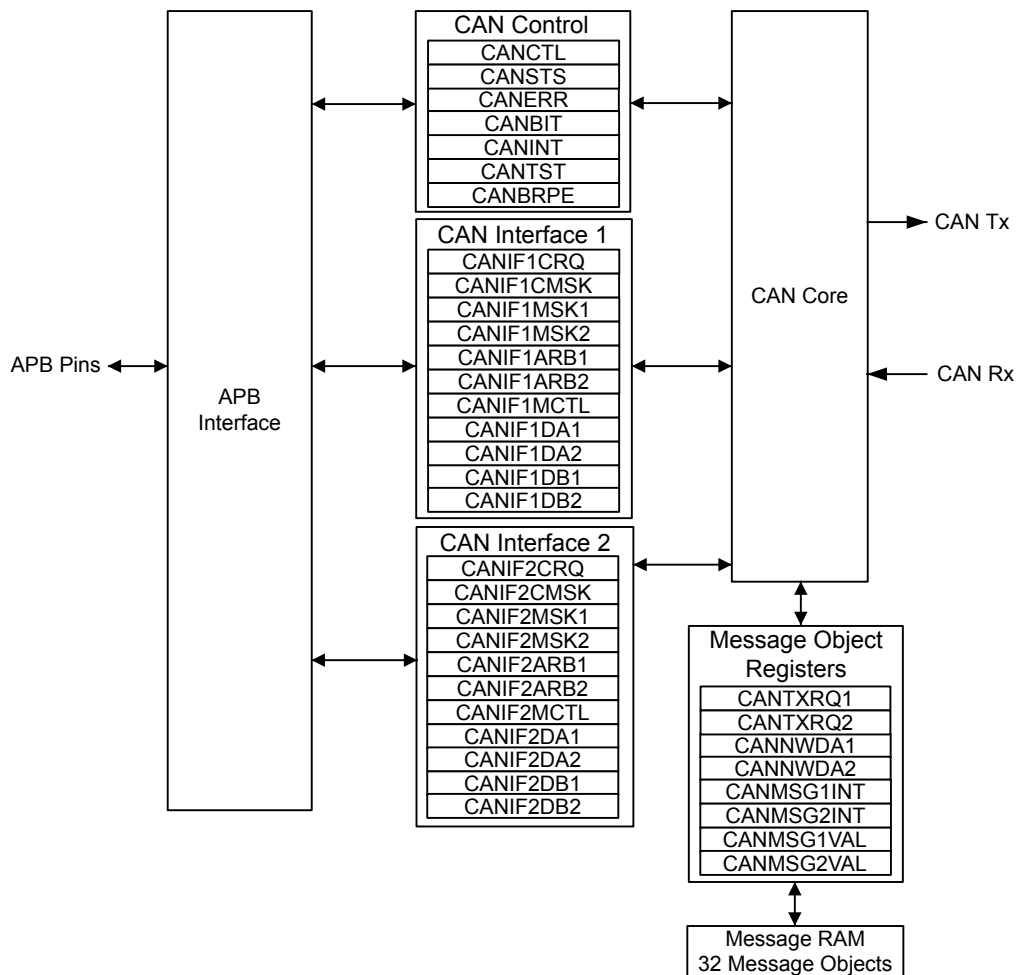 CAN Control
CANCTL
CANSTS
CANERR
CANBIT
CANINT
CANTST
CANBRPE
CAN Interface 1
CANIF1CRQ
CANIF1CMSK
CANIF1MSK1
CANIF1MSK2
CANIF1ARB1
CANIF1ARB2
CANIF1MCTL
CANIF1DA1
CANIF1DA2
CANIF1DB1
CANIF1DB2
CAN Interface 2
CANIF2CRQ
CANIF2CMSK
CANIF2MSK1
CANIF2MSK2
CANIF2ARB1
CANIF2ARB2
CANIF2MCTL
CANIF2DA1
CANIF2DA2
CANIF2DB1
CANIF2DB2
APB Pins
APB
Interface
CAN Core
CAN Tx
CAN Rx
Message Object
Registers
CANTXRQ1
CANTXRQ2
CANNWDA1
CANNWDA2
CANMSG1INT
CANMSG2INT
CANMSG1VAL
CANMSG2VAL
Message RAM
32 Message Objects